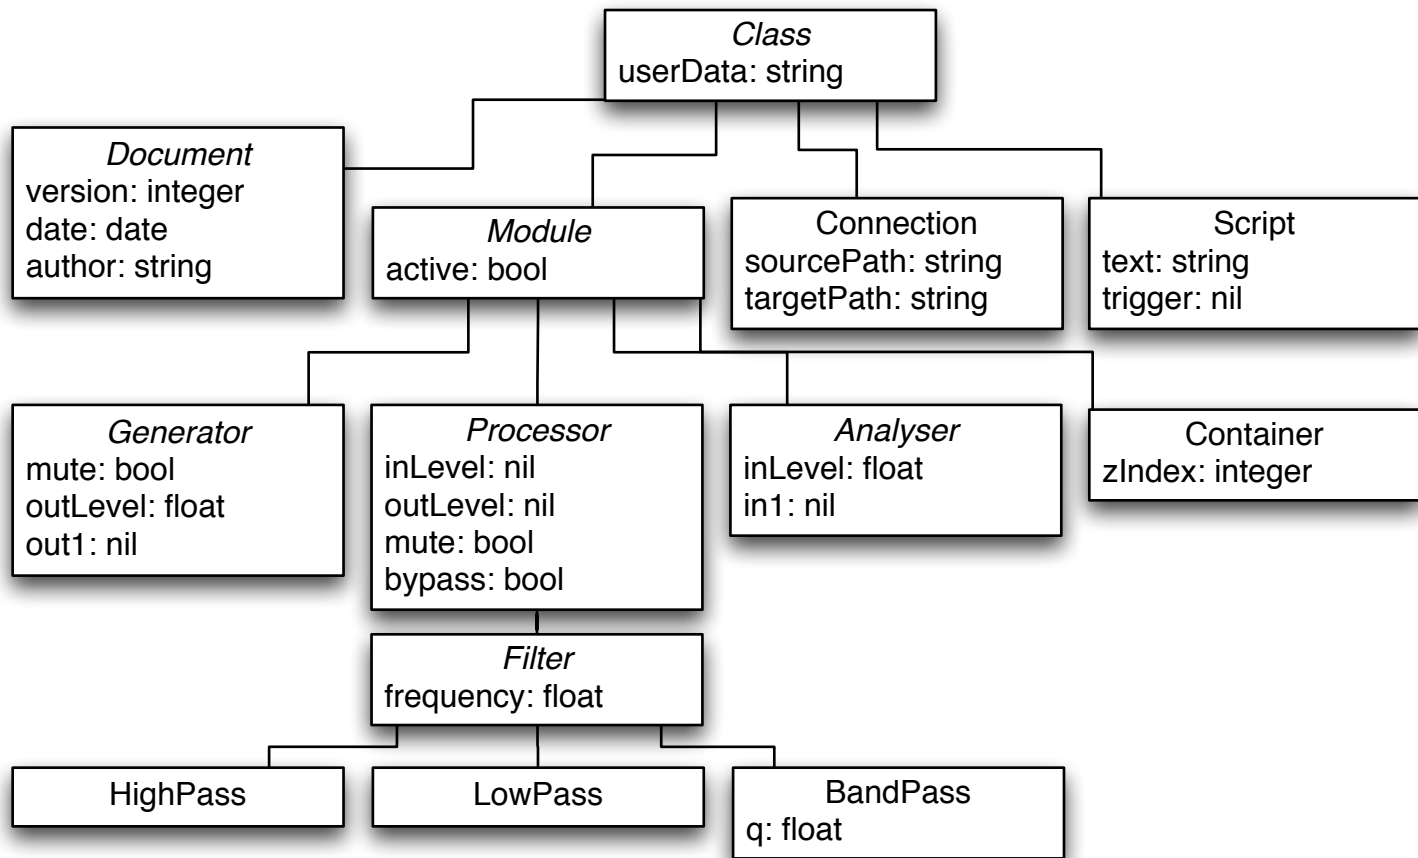 Class
userData: string
Document
version: integer
date: date
author: string
Module
active: bool
Connection
sourcePath: string
targetPath: string
Script
text: string
trigger: nil
Generator
mute: bool
outLevel: float
out1: nil
Processor
inLevel: nil
outLevel: nil
mute: bool
bypass: bool
Analyser
inLevel: float
in1: nil
Container
zIndex: integer
Filter
frequency: float
HighPass
LowPass
BandPass
q: float